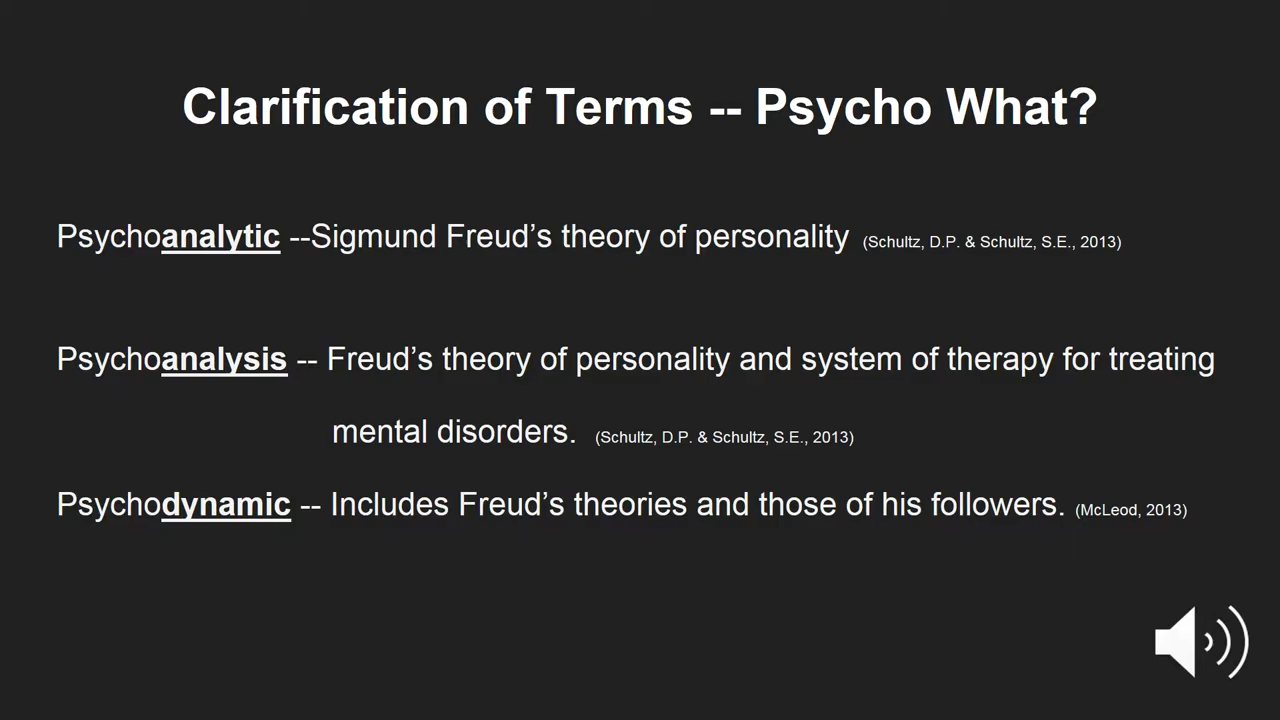 Clarification of Terms -- Psycho What?
Psychoanalytic --Sigmund Freud’s theory of personality (Schultz, D.P. & Schultz, S.E., 2013)
Psychoanalysis -- Freud’s theory of personality and system of therapy for treating
mental disorders. (Schultz, D.P. & Schultz, S.E., 2013)
Psychodynamic -- Includes Freud’s theories and those of his followers. (McLeod, 2013)